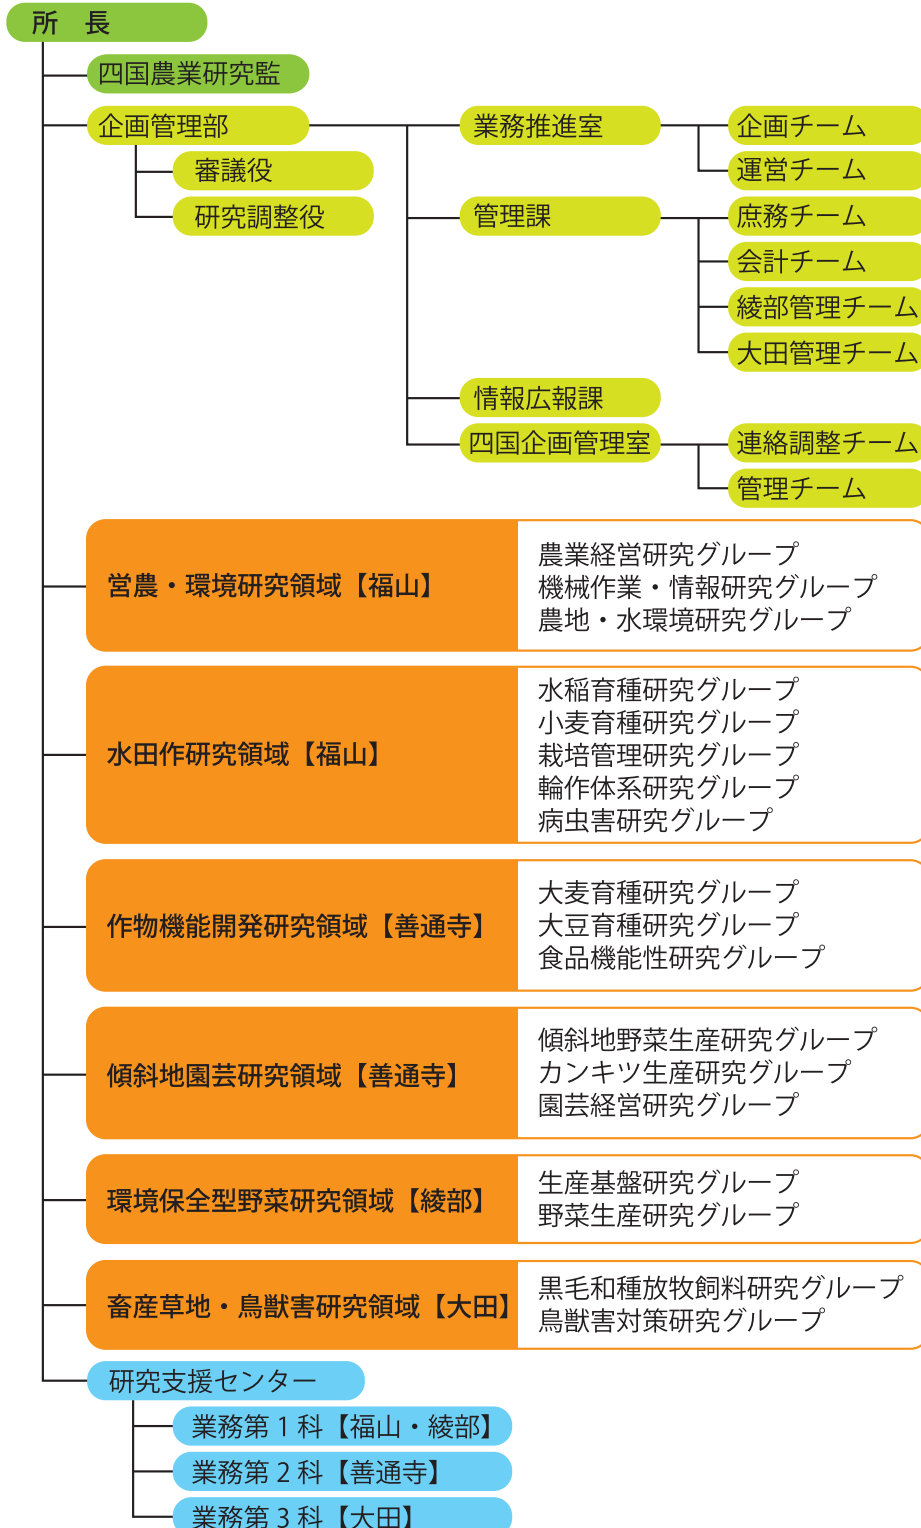 所　長
四国農業研究監
企画管理部
審議役
研究調整役
業務推進室
企画チーム
運営チーム
管理課
庶務チーム
会計チーム
綾部管理チーム
大田管理チーム
情報広報課
四国企画管理室
連絡調整チーム
管理チーム
営農・環境研究領域【福山】
農業経営研究グループ
機械作業・情報研究グループ
農地・水環境研究グループ
水田作研究領域【福山】
水稲育種研究グループ
小麦育種研究グループ
栽培管理研究グループ
輪作体系研究グループ
病虫害研究グループ
作物機能開発研究領域【善通寺】
大麦育種研究グループ
大豆育種研究グループ
食品機能性研究グループ
傾斜地園芸研究領域【善通寺】
傾斜地野菜生産研究グループ
カンキツ生産研究グループ
園芸経営研究グループ
環境保全型野菜研究領域【綾部】
生産基盤研究グループ
野菜生産研究グループ
畜産草地・鳥獣害研究領域【大田】
黒毛和種放牧飼料研究グループ
鳥獣害対策研究グループ
研究支援センター
業務第１科【福山・綾部】
業務第２科【善通寺】
業務第３科【大田】